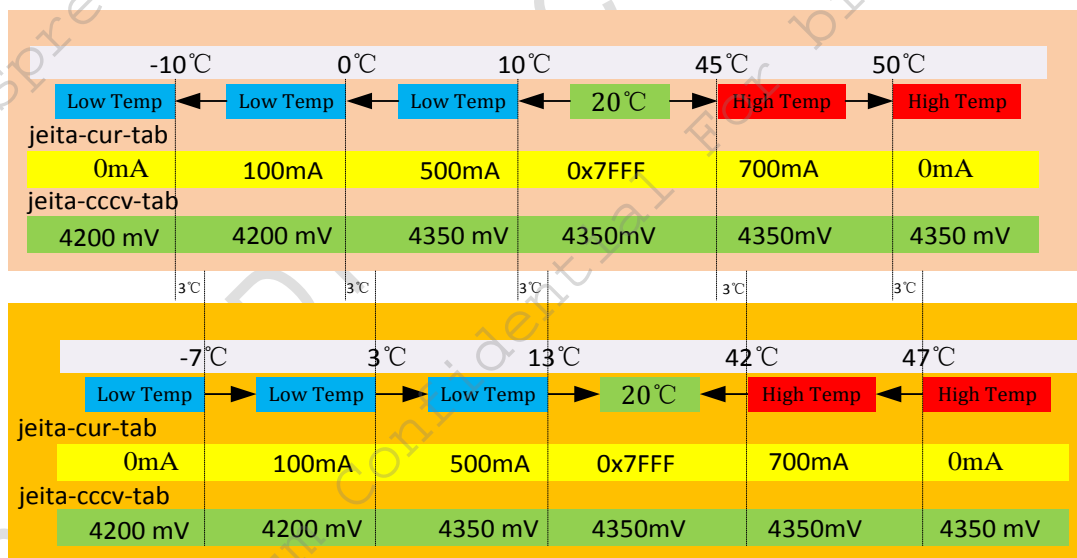 -10℃ 0℃ 10℃ 45℃ 50℃
Low Temp Low Temp Low Temp 20℃ High Temp High Temp
jeita-cur-tab
0mA 100mA 500mA 0x7FFF 700mA 0mA
jeita-cccv-tab
4200 mV 4200 mV 4350 mV 4350mV 4350mV 4350 mV
3℃ 3℃ 3℃ 3℃ 3℃
-7℃ 3℃ 13℃ 42℃ 47℃
Low Temp Low Temp Low Temp 20℃ High Temp High Temp
jeita-cur-tab
0mA 100mA 500mA 0x7FFF 700mA 0mA
jeita-cccv-tab
4200 mV 4200 mV 4350 mV 4350mV 4350mV 4350 mV
Confidential For